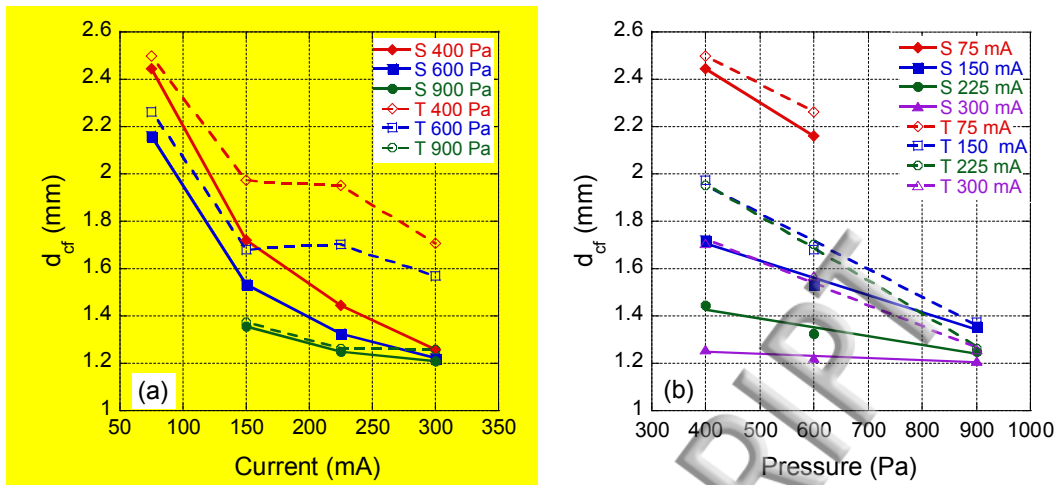 2.6
2.4
2.2
2
1.8
1.6
1.4
1.2
1
d_cf (mm)
S 400 Pa
S 600 Pa
S 900 Pa
T 400 Pa
T 600 Pa
T 900 Pa
(a)
50 100 150 200 250 300 350 400
Current (mA)
2.6
2.4
2.2
2
1.8
1.6
1.4
1.2
1
d_cf (mm)
S 75 mA
S 150 mA
S 225 mA
S 300 mA
T 75 mA
T 150 mA
T 225 mA
T 300 mA
(b)
300 400 500 600 700 800 900 1000
Pressure (Pa)
RIPT